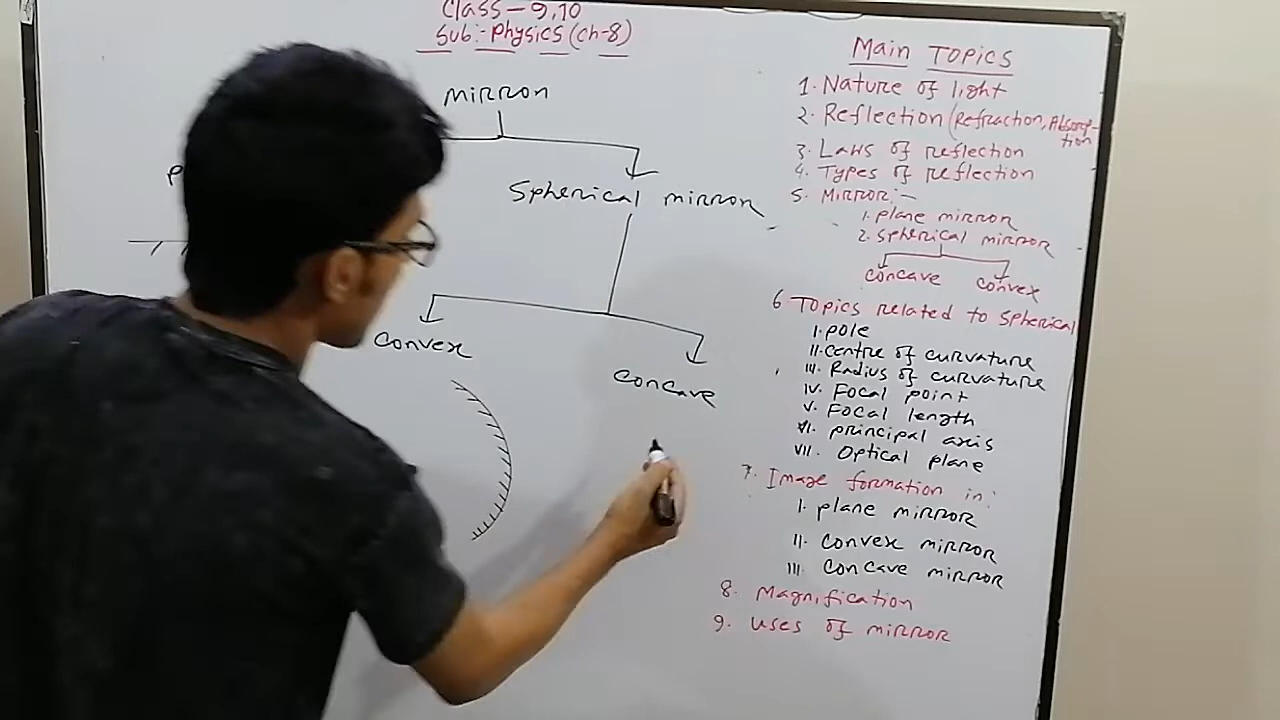 Class - 9,10
Sub:- Physics (ch-8)
Mirron
Spherical mirror
Convex
Concave
Main Topics
1. Nature of light
2. Reflection (Refraction, Absorp-
tion
3. Laws of reflection
4. Types of reflection
5. Mirror:-
1. plane mirror
2. spherical mirror
concave convex
6. Topics related to spherical
I. pole
II. Centre of curvature
III. Radius of curvature
IV. Focal point
V. Focal length
VI. principal axis
VII. Optical plane
7. Image formation in:
I. plane mirror
II. Convex mirror
III. Concave mirror
8. Magnification
9. Uses of mirror